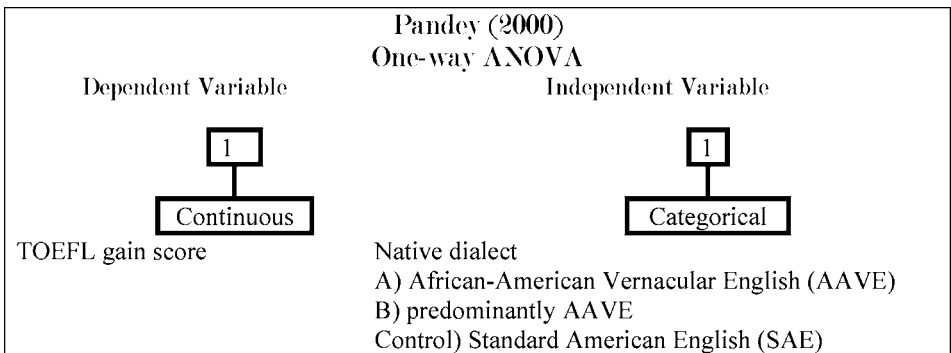 Pandey (2000)
One-way ANOVA
Dependent Variable
Independent Variable
1
1
Continuous
Categorical
TOEFL gain score
Native dialect
A) African-American Vernacular English (AAVE)
B) predominantly AAVE
Control) Standard American English (SAE)